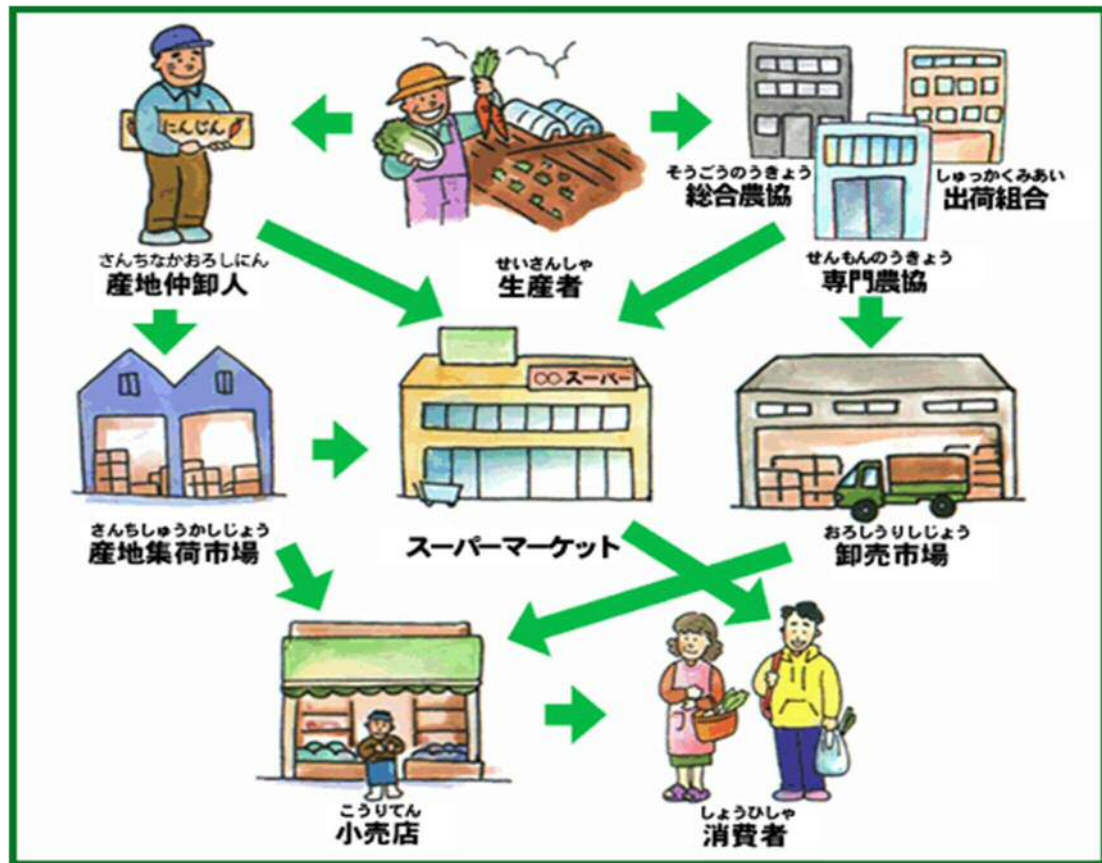 にんじん
そうごうのうきょう
総合農協
しゅっかくみあい
出荷組合
さんちなかおろしにん
産地仲卸人
せいさんしゃ
生産者
せんもんのうきょう
専門農協
○○スーパー
さんちしゅうかしじょう
産地集荷市場
スーパーマーケット
おろしうりしじょう
卸売市場
こうりてん
小売店
しょうひしゃ
消費者